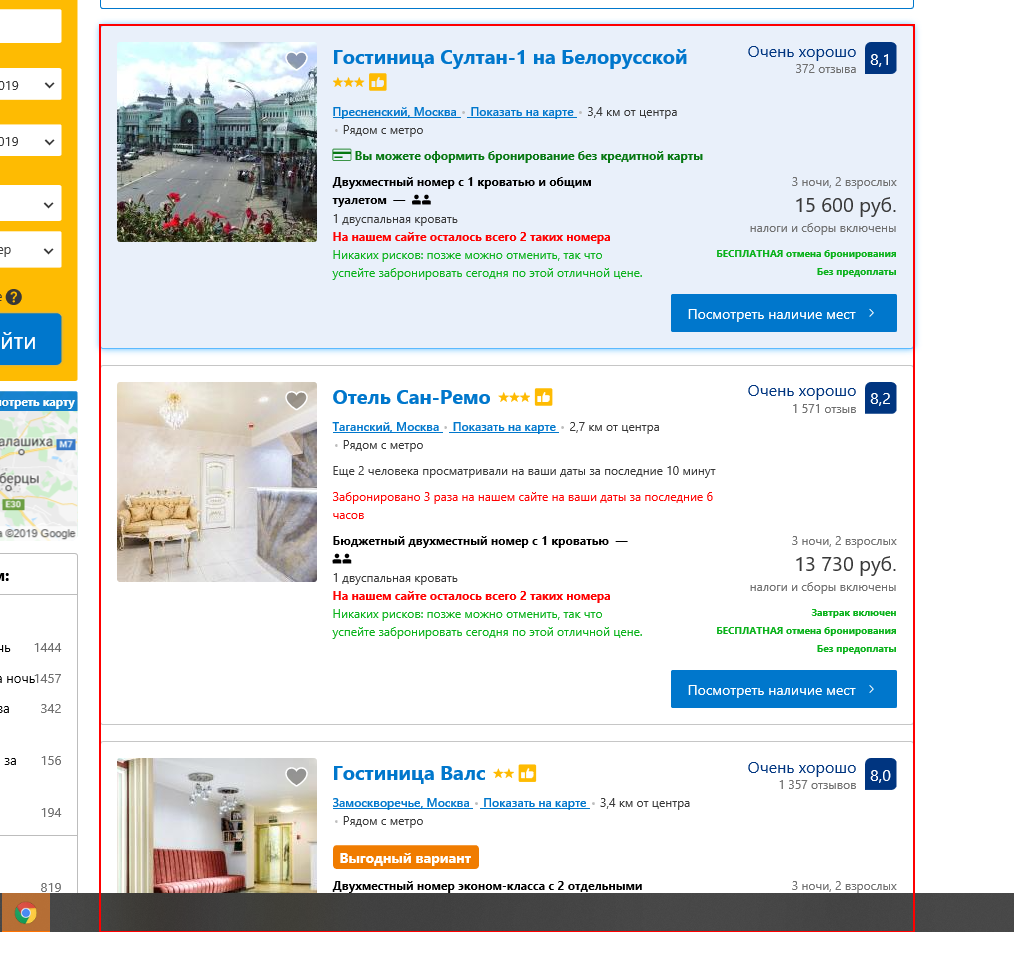 019
019
ер
е ?
ЙТИ
отреть карту
алашиха M7
берцы
E30
а ©2019 Google
м:
чь 1444
а ночь 1457
ва 342
за 156
194
819
Гостиница Султан-1 на Белорусской
Очень хорошо 8,1
372 отзыва
Пресненский, Москва • Показать на карте • 3,4 км от центра
• Рядом с метро
Вы можете оформить бронирование без кредитной карты
Двухместный номер с 1 кроватью и общим
туалетом —
1 двуспальная кровать
На нашем сайте осталось всего 2 таких номера
Никаких рисков: позже можно отменить, так что
успейте забронировать сегодня по этой отличной цене.
3 ночи, 2 взрослых
15 600 руб.
налоги и сборы включены
БЕСПЛАТНАЯ отмена бронирования
Без предоплаты
Посмотреть наличие мест
Отель Сан-Ремо
Очень хорошо 8,2
1 571 отзыв
Таганский, Москва • Показать на карте • 2,7 км от центра
• Рядом с метро
Еще 2 человека просматривали на ваши даты за последние 10 минут
Забронировано 3 раза на нашем сайте на ваши даты за последние 6
часов
Бюджетный двухместный номер с 1 кроватью —
1 двуспальная кровать
На нашем сайте осталось всего 2 таких номера
Никаких рисков: позже можно отменить, так что
успейте забронировать сегодня по этой отличной цене.
3 ночи, 2 взрослых
13 730 руб.
налоги и сборы включены
Завтрак включен
БЕСПЛАТНАЯ отмена бронирования
Без предоплаты
Посмотреть наличие мест
Гостиница Валс
Очень хорошо 8,0
1 357 отзывов
Замоскворечье, Москва • Показать на карте • 3,4 км от центра
• Рядом с метро
Выгодный вариант
Двухместный номер эконом-класса с 2 отдельными
3 ночи, 2 взрослых